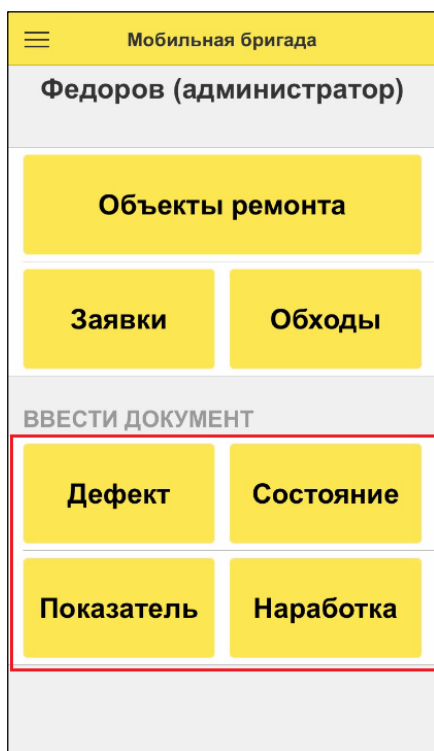 Мобильная бригада
Федоров (администратор)
Объекты ремонта
Заявки Обходы
ВВЕСТИ ДОКУМЕНТ
Дефект Состояние
Показатель Наработка